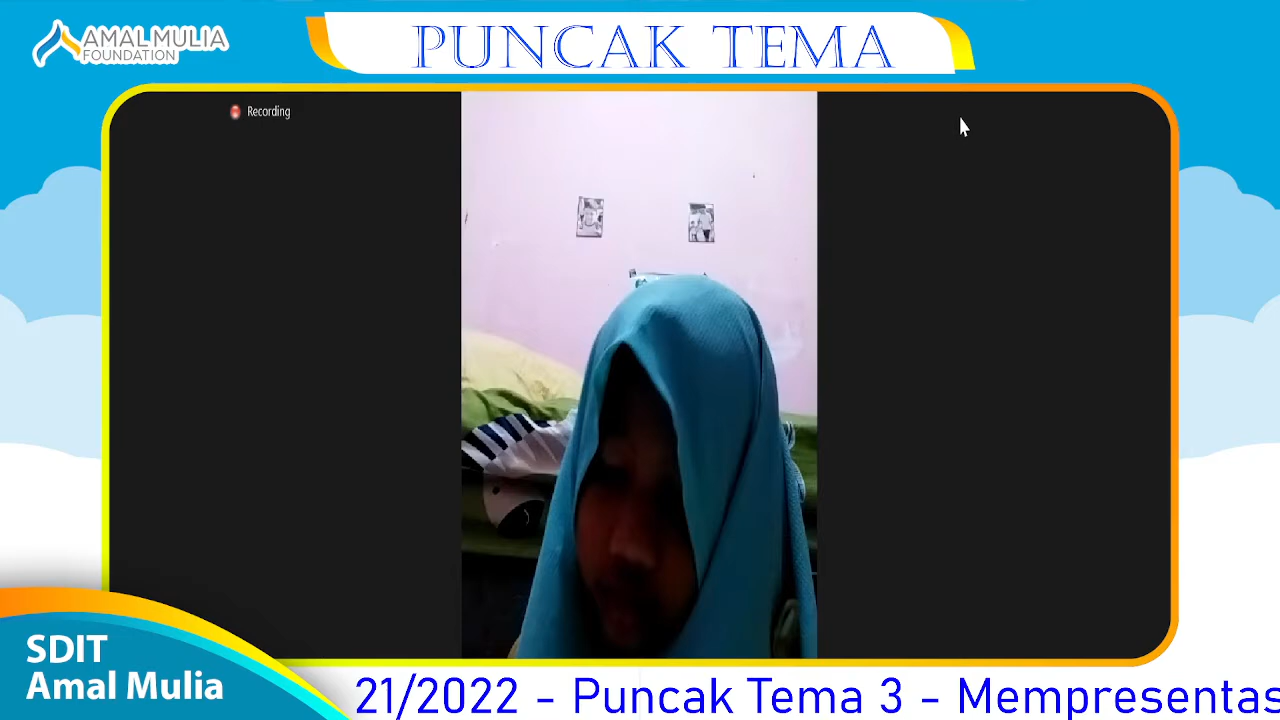 AMAL MULIA
FOUNDATION
PUNCAK TEMA
Recording
SDIT
Amal Mulia
21/2022 - Puncak Tema 3 - Mempresentas